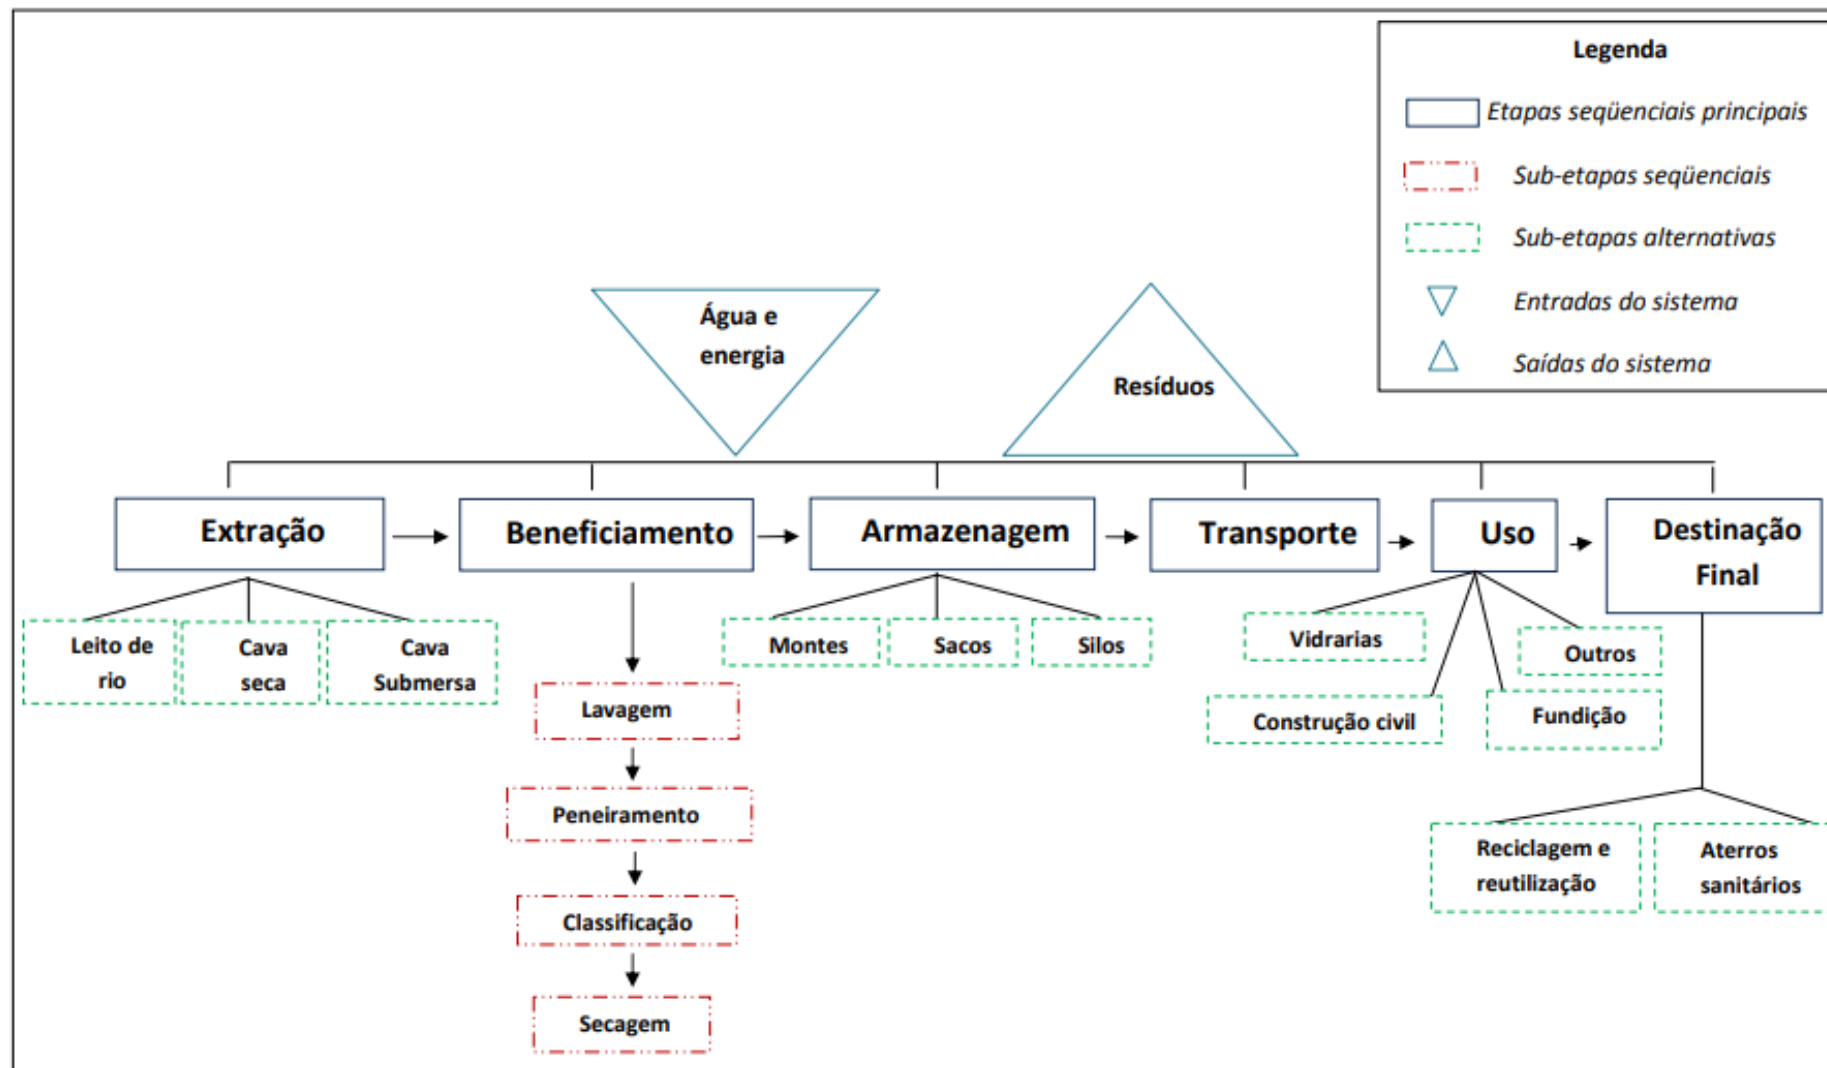 Legenda
Etapas seqüenciais principais
Sub-etapas seqüenciais
Sub-etapas alternativas
Entradas do sistema
Saídas do sistema
Água e
energia
Resíduos
Extração
Beneficiamento
Armazenagem
Transporte
Uso
Destinação
Final
Leito de
rio
Cava
seca
Cava
Submersa
Lavagem
Peneiramento
Classificação
Secagem
Montes
Sacos
Silos
Vidrarias
Outros
Construção civil
Fundição
Reciclagem e
reutilização
Aterros
sanitários